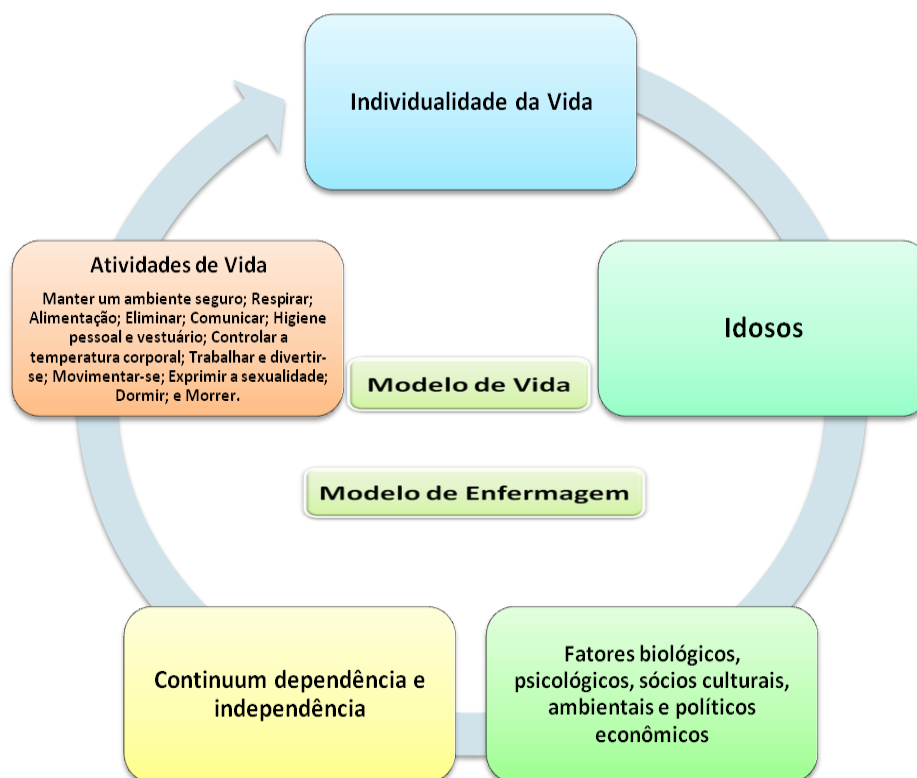 Individualidade da Vida
Atividades de Vida
Manter um ambiente seguro; Respirar;
Alimentação; Eliminar; Comunicar; Higiene
pessoal e vestuário; Controlar a
temperatura corporal; Trabalhar e divertir-
se; Movimentar-se; Exprimir a sexualidade;
Dormir; e Morrer.
Idosos
Modelo de Vida
Modelo de Enfermagem
Continuum dependência e
independência
Fatores biológicos,
psicológicos, sócios culturais,
ambientais e políticos
econômicos